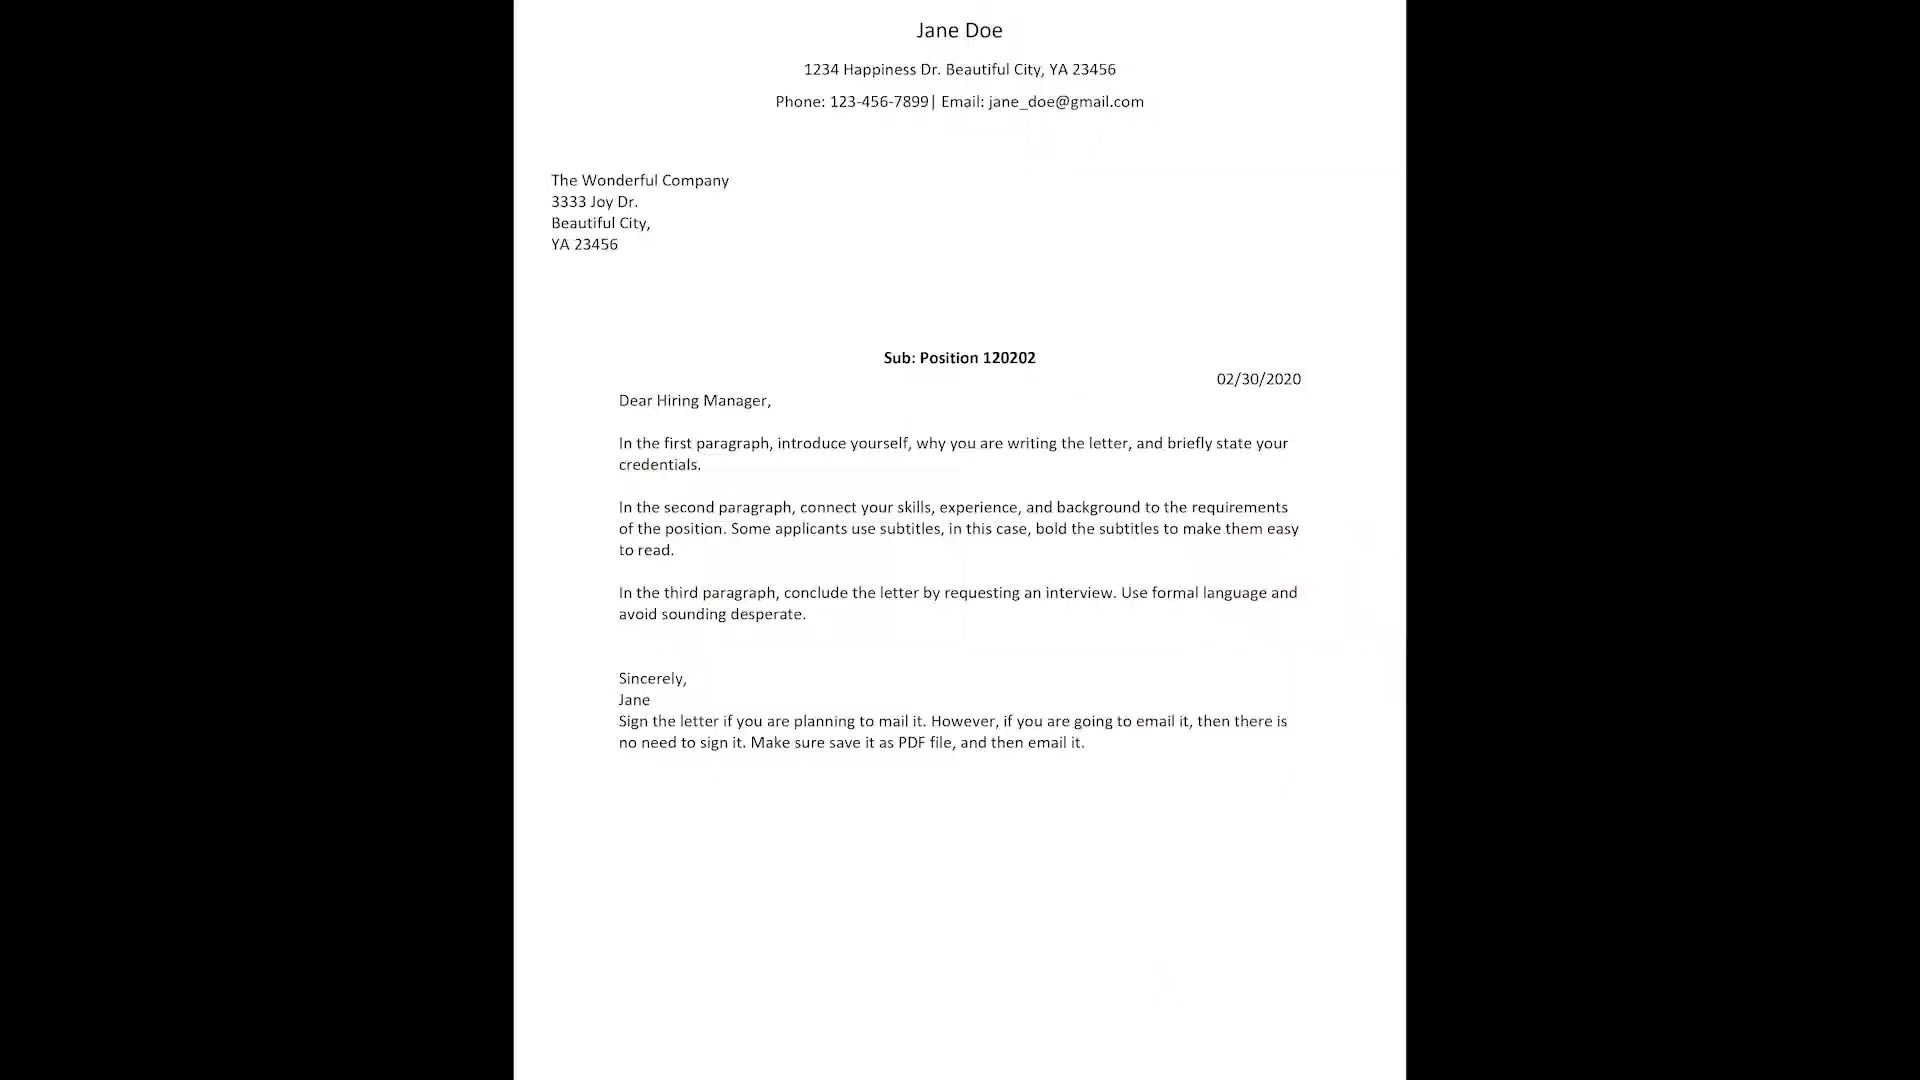 Jane Doe
1234 Happiness Dr. Beautiful City, YA 23456
Phone: 123-456-7899| Email: jane_doe@gmail.com
The Wonderful Company
3333 Joy Dr.
Beautiful City,
YA 23456
Sub: Position 120202
02/30/2020
Dear Hiring Manager,
In the first paragraph, introduce yourself, why you are writing the letter, and briefly state your
credentials.
In the second paragraph, connect your skills, experience, and background to the requirements
of the position. Some applicants use subtitles, in this case, bold the subtitles to make them easy
to read.
In the third paragraph, conclude the letter by requesting an interview. Use formal language and
avoid sounding desperate.
Sincerely,
Jane
Sign the letter if you are planning to mail it. However, if you are going to email it, then there is
no need to sign it. Make sure save it as PDF file, and then email it.